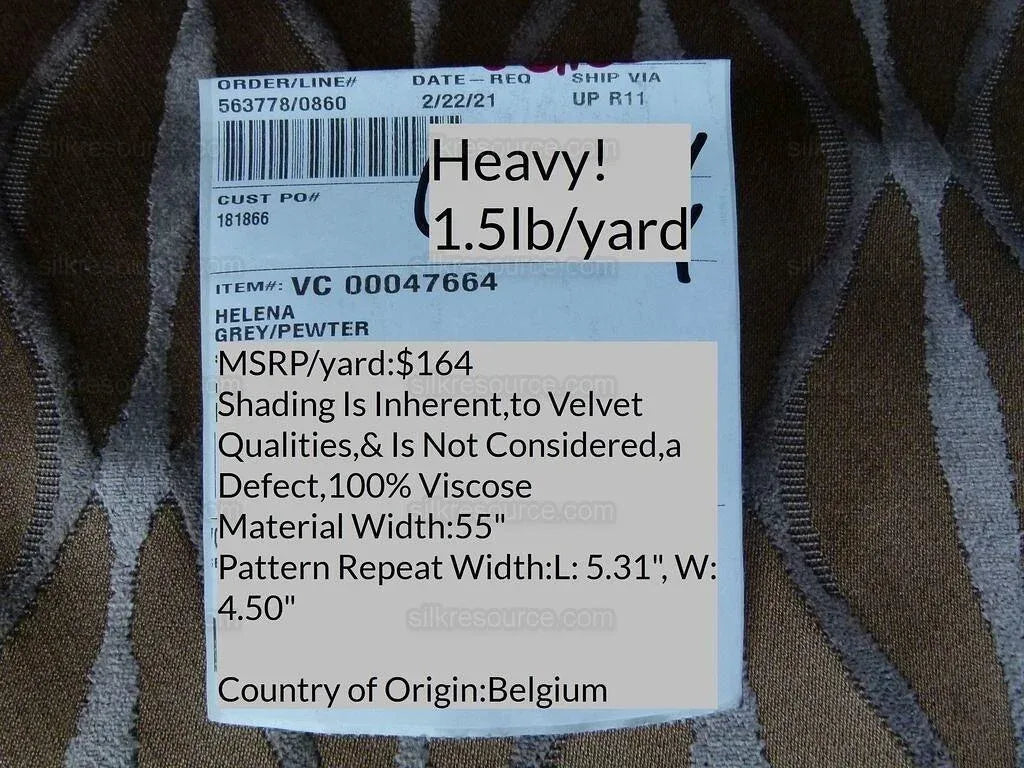 ORDER/LINE# DATE-REQ SHIP VIA
563778/0860 2/22/21 UP R11
Heavy!
1.5lb/yard
CUST PO#
181866
ITEM#: VC 00047664
HELENA
GREY/PEWTER
MSRP/yard:$164
Shading Is Inherent,to Velvet
Qualities,& Is Not Considered,a
Defect,100% Viscose
Material Width:55"
Pattern Repeat Width:L: 5.31", W:
4.50"
Country of Origin:Belgium
silkresource.com